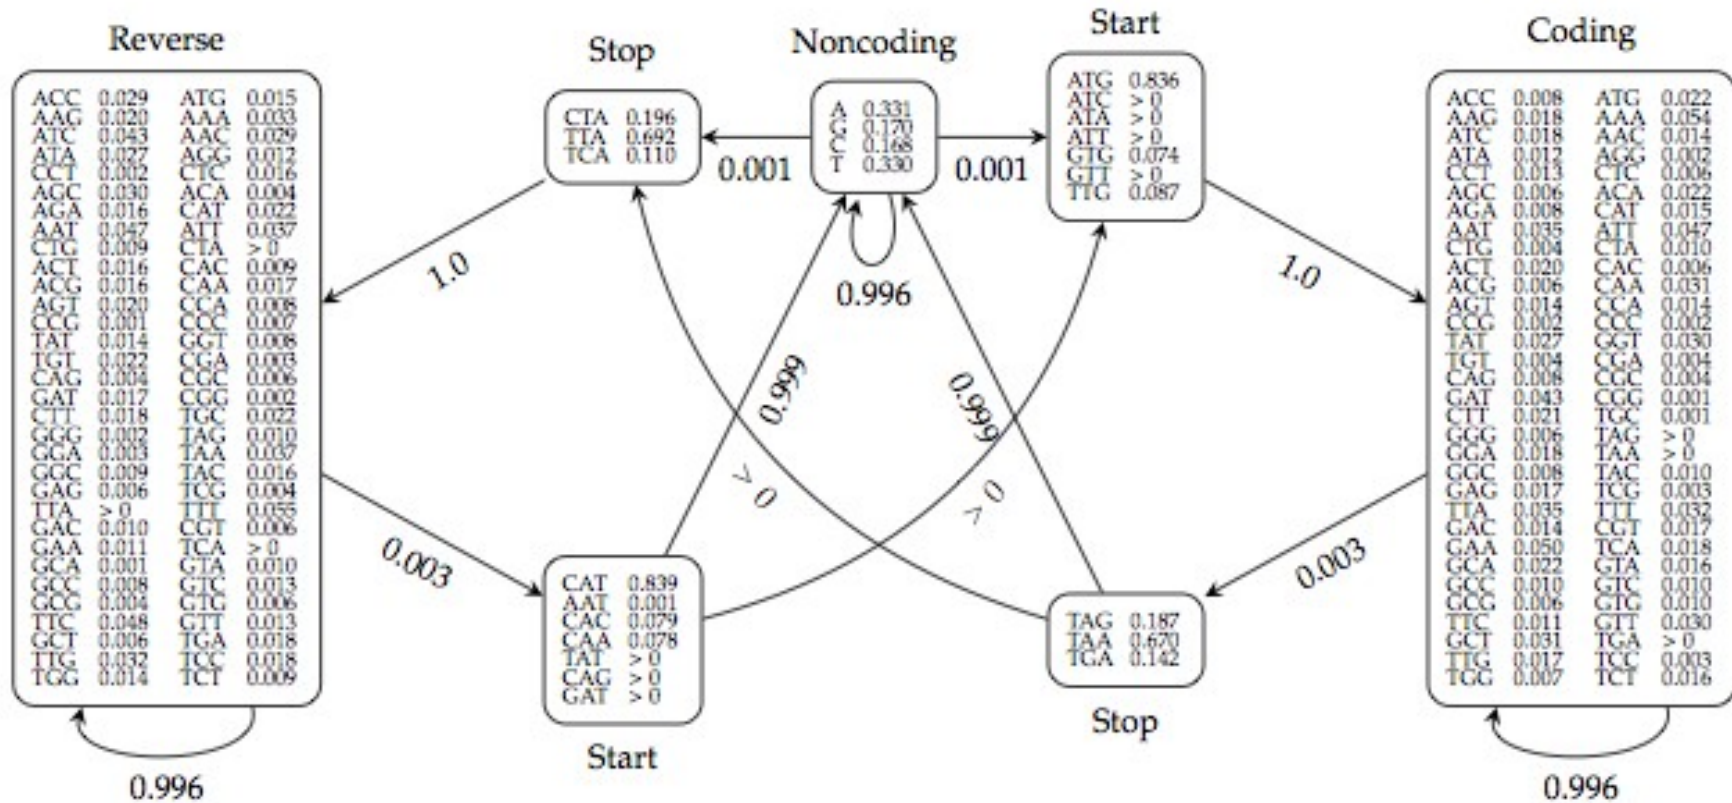 Reverse
ACC 0.029 ATG 0.015
AAG 0.020 AAA 0.033
ATC 0.043 AAC 0.029
ATA 0.027 AGG 0.012
CCT 0.002 CTC 0.016
AGC 0.030 ACA 0.004
AGA 0.016 CAT 0.022
AAT 0.047 ATT 0.037
CTG 0.009 CTA > 0
ACT 0.016 CAC 0.009
ACG 0.016 CAA 0.017
AGT 0.020 CCA 0.008
CCG 0.001 CCC 0.007
TAT 0.014 GGT 0.008
TGT 0.022 CGA 0.003
CAG 0.004 CGC 0.006
GAT 0.017 CGG 0.002
CTT 0.018 TGC 0.022
GGG 0.002 TAG 0.010
GGA 0.003 TAA 0.037
GGC 0.009 TAC 0.016
GAG 0.006 TCG 0.004
TTA > 0 TTT 0.055
GAC 0.010 CGT 0.006
GAA 0.011 TCA > 0
GCA 0.001 GTA 0.010
GCC 0.008 GTC 0.013
GCG 0.004 GTG 0.006
TTC 0.048 GTT 0.013
GCT 0.006 TGA 0.018
TTG 0.032 TCC 0.018
TGG 0.014 TCT 0.009
0.996
Stop
CTA 0.196
TTA 0.692
TCA 0.110
1.0
0.003
CAT 0.839
AAT 0.001
CAC 0.079
CAA 0.078
TAT > 0
CAG > 0
GAT > 0
Start
Noncoding
A 0.331
G 0.170
C 0.168
T 0.330
0.001
0.001
0.996
0.999
0.999
> 0
> 0
Start
ATG 0.836
ATC > 0
ATA > 0
ATT > 0
GTG 0.074
GTT > 0
TTG 0.087
1.0
0.003
TAG 0.187
TAA 0.670
TGA 0.142
Stop
Coding
ACC 0.008 ATG 0.022
AAG 0.018 AAA 0.054
ATC 0.018 AAC 0.014
ATA 0.012 AGG 0.002
CCT 0.013 CTC 0.006
AGC 0.006 ACA 0.022
AGA 0.008 CAT 0.015
AAT 0.035 ATT 0.047
CTG 0.004 CTA 0.010
ACT 0.020 CAC 0.006
ACG 0.006 CAA 0.031
AGT 0.014 CCA 0.014
CCG 0.002 CCC 0.002
TAT 0.027 GGT 0.030
TGT 0.004 CGA 0.004
CAG 0.008 CGC 0.004
GAT 0.043 CGG 0.001
CTT 0.021 TGC 0.001
GGG 0.006 TAG > 0
GGA 0.018 TAA > 0
GGC 0.008 TAC 0.010
GAG 0.017 TCG 0.003
TTA 0.035 TTT 0.032
GAC 0.014 CGT 0.017
GAA 0.050 TCA 0.018
GCA 0.022 GTA 0.016
GCC 0.010 GTC 0.010
GCG 0.006 GTG 0.010
TTC 0.011 GTT 0.030
GCT 0.031 TGA > 0
TTG 0.017 TCC 0.003
TGG 0.007 TCT 0.016
0.996